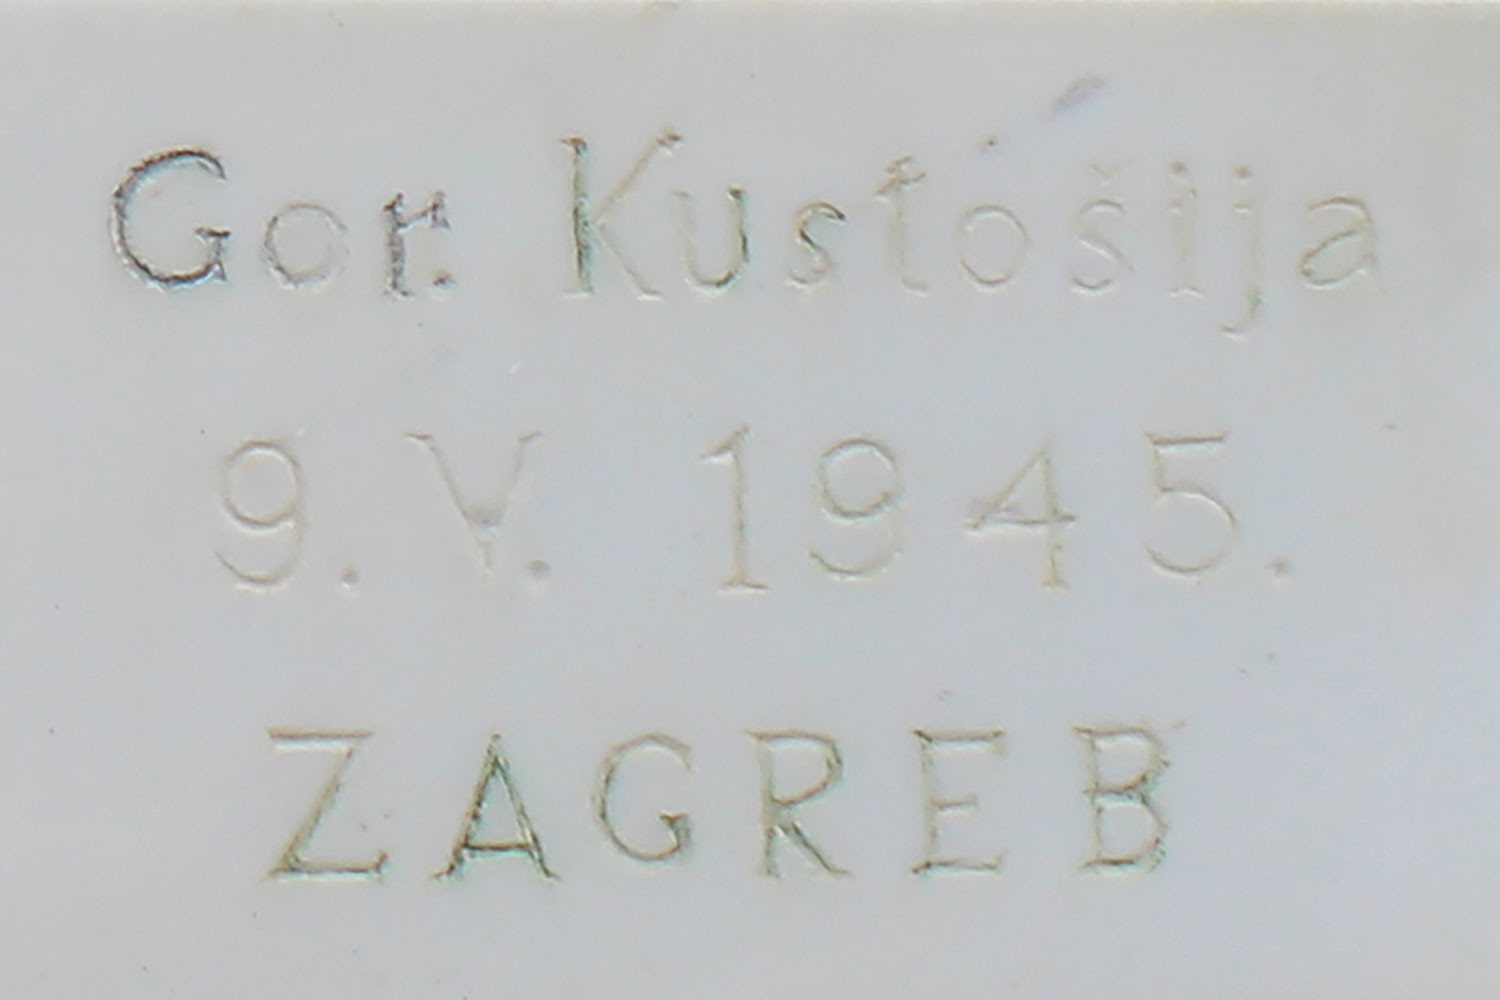 Gor. Kustošija
9. V. 1945.
ZAGREB